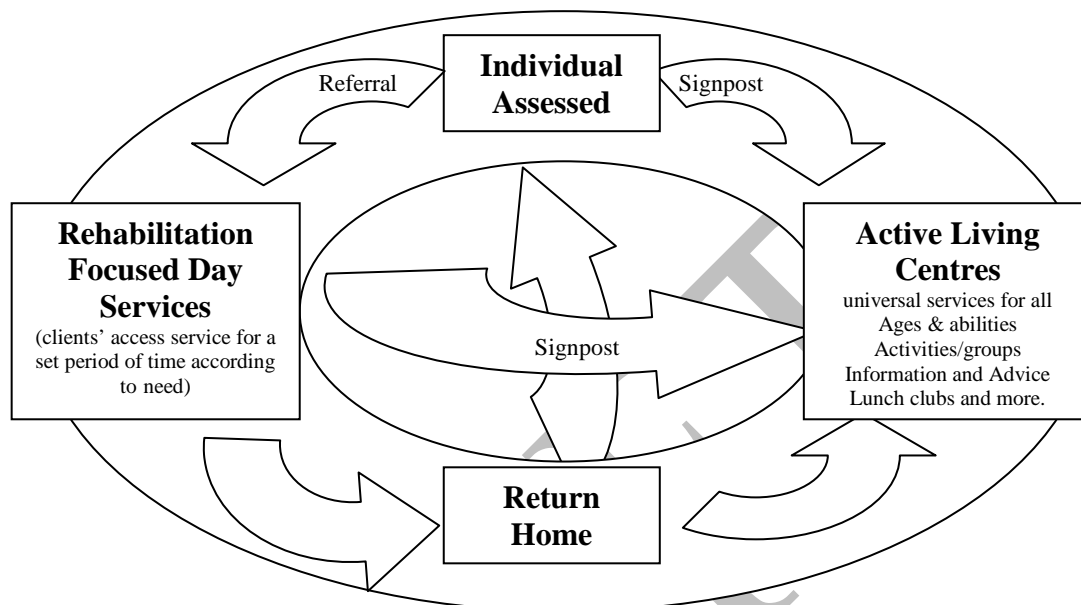 Individual
Assessed
Referral
Signpost
Rehabilitation
Focused Day
Services
(clients’ access service for a
set period of time according
to need)
Active Living
Centres
universal services for all
Ages & abilities
Activities/groups
Information and Advice
Lunch clubs and more.
Signpost
Return
Home